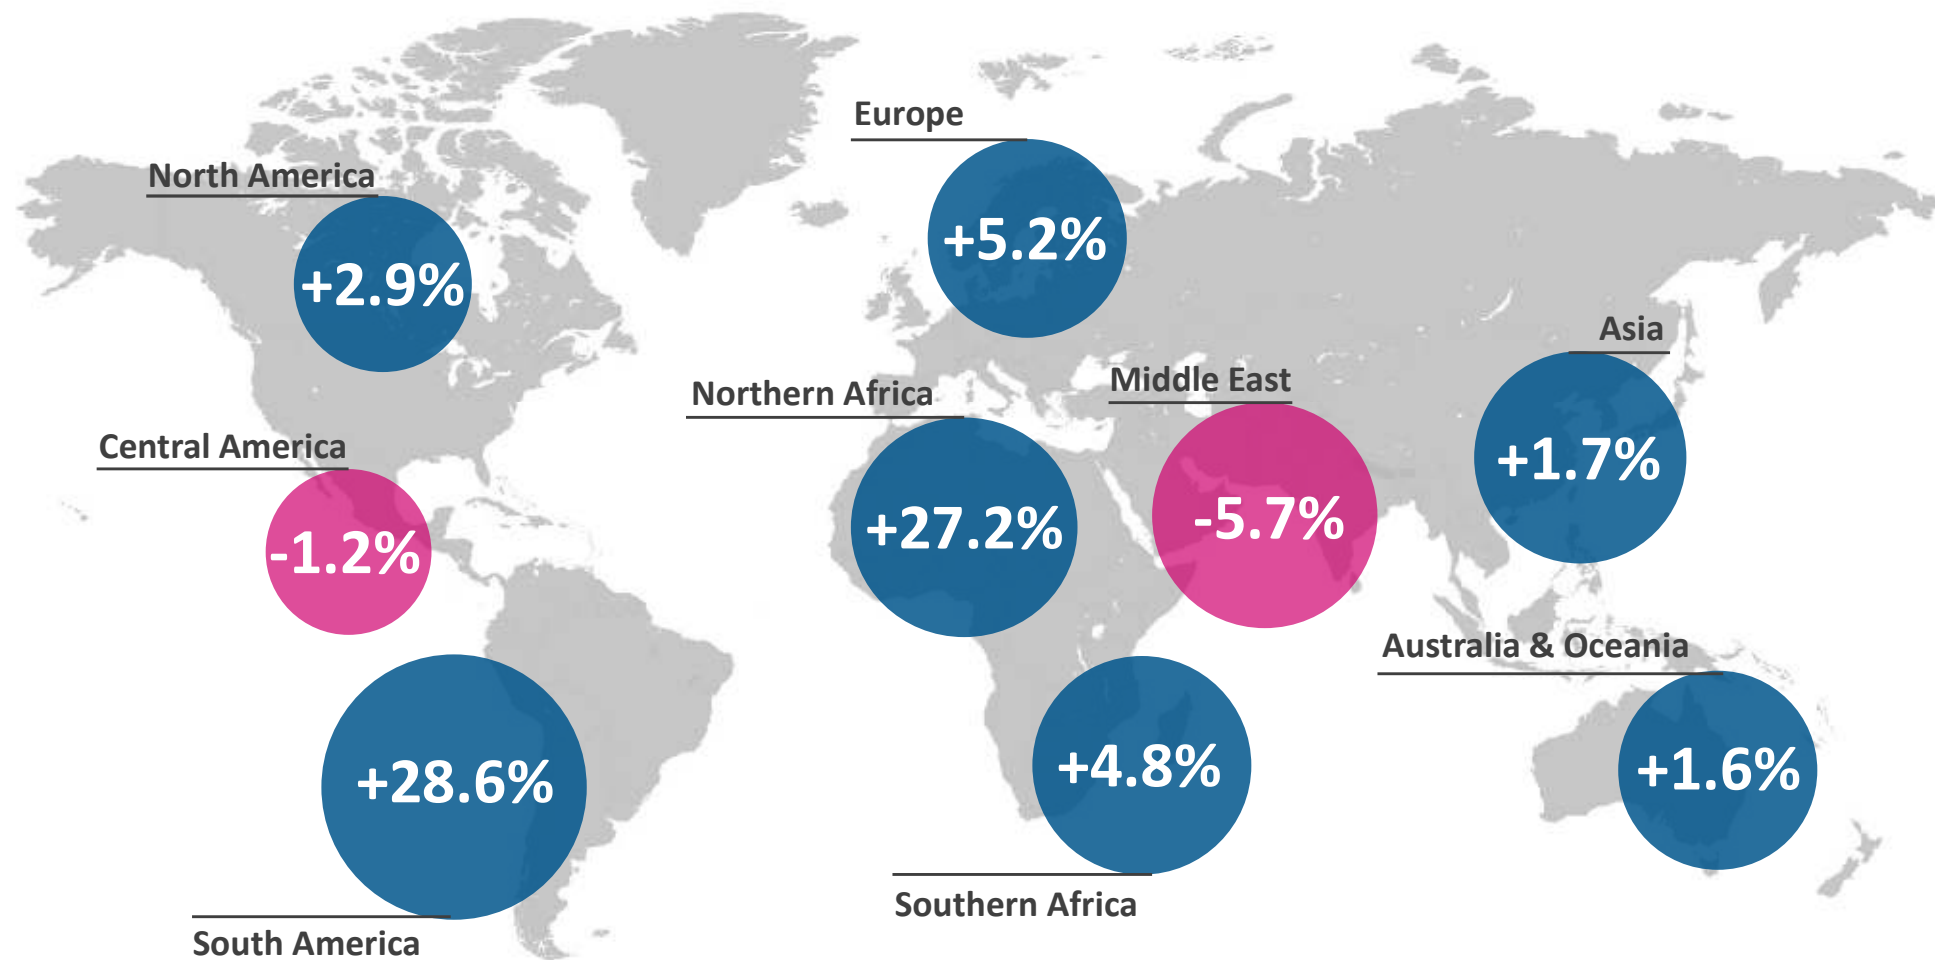 Europe
+5.2%
North America
+2.9%
Asia
+1.7%
Middle East
-5.7%
Northern Africa
+27.2%
Central America
-1.2%
Australia & Oceania
+1.6%
+4.8%
Southern Africa
+28.6%
South America